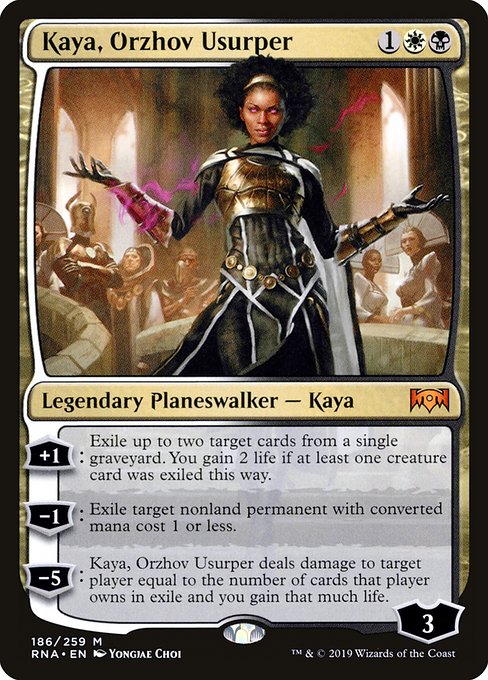 Kaya, Orzhov Usurper 1
Legendary Planeswalker — Kaya
+1 : Exile up to two target cards from a single
graveyard. You gain 2 life if at least one creature
card was exiled this way.
-1 : Exile target nonland permanent with converted
mana cost 1 or less.
-5 : Kaya, Orzhov Usurper deals damage to target
player equal to the number of cards that player
owns in exile and you gain that much life.
3
186/259 M
RNA • EN Yongjae Choi
™ & © 2019 Wizards of the Coast